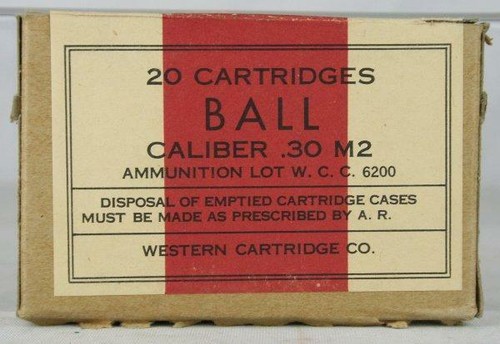 20 CARTRIDGES
BALL
CALIBER .30 M2
AMMUNITION LOT W. C. C. 6200
DISPOSAL OF EMPTIED CARTRIDGE CASES
MUST BE MADE AS PRESCRIBED BY A. R.
WESTERN CARTRIDGE CO.